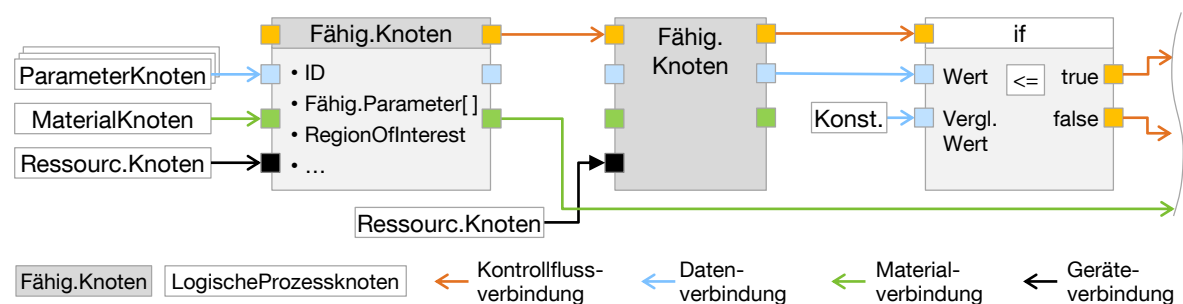 Fähig.Knoten
Fähig.
Knoten
if
ParameterKnoten
MaterialKnoten
Ressourc.Knoten
• ID
• Fähig.Parameter[ ]
• RegionOfInterest
• ...
Wert <= true
Konst.
Vergl. false
Wert
Ressourc.Knoten
Fähig.Knoten
LogischeProzessknoten
Kontrollfluss-
verbindung
Daten-
verbindung
Material-
verbindung
Geräte-
verbindung